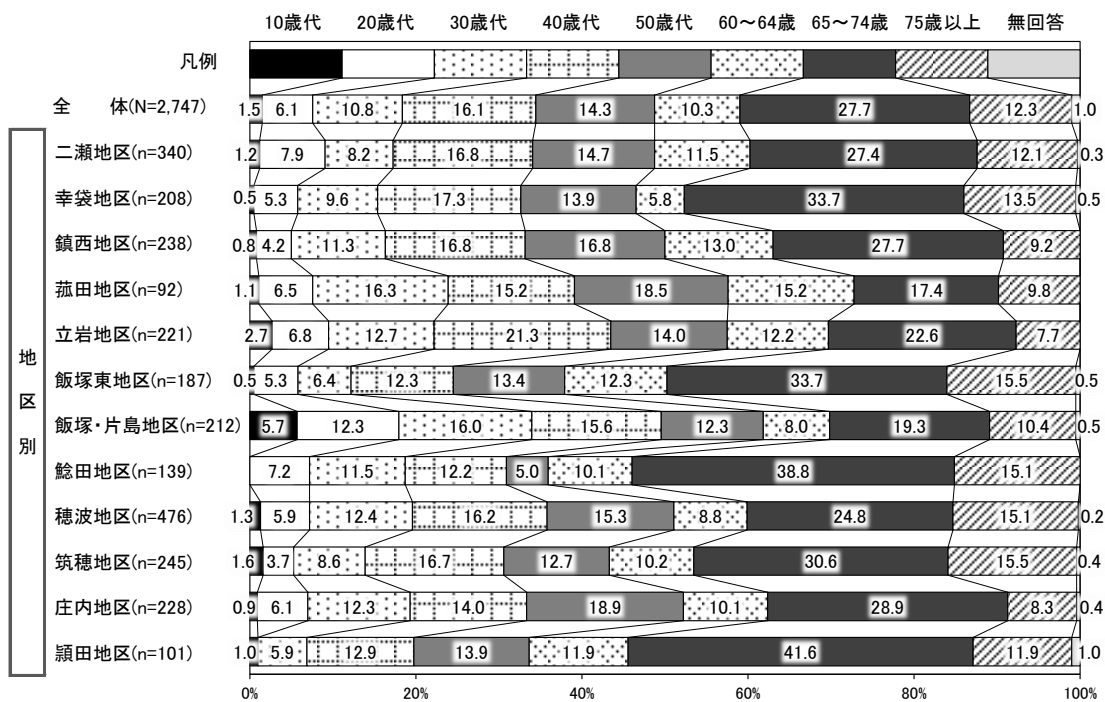 10歳代 20歳代 30歳代 40歳代 50歳代 60～64歳 65～74歳 75歳以上 無回答
凡例
全 体(N=2,747) 1.5 6.1 10.8 16.1 14.3 10.3 27.7 12.3 1.0
地区別
二瀬地区(n=340) 1.2 7.9 8.2 16.8 14.7 11.5 27.4 12.1 0.3
幸袋地区(n=208) 0.5 5.3 9.6 17.3 13.9 5.8 33.7 13.5 0.5
鎮西地区(n=238) 0.8 4.2 11.3 16.8 16.8 13.0 27.7 9.2
菰田地区(n=92) 1.1 6.5 16.3 15.2 18.5 15.2 17.4 9.8
立岩地区(n=221) 2.7 6.8 12.7 21.3 14.0 12.2 22.6 7.7
飯塚東地区(n=187) 0.5 5.3 6.4 12.3 13.4 12.3 33.7 15.5 0.5
飯塚・片島地区(n=212) 5.7 12.3 16.0 15.6 12.3 8.0 19.3 10.4 0.5
鯰田地区(n=139) 7.2 11.5 12.2 5.0 10.1 38.8 15.1
穂波地区(n=476) 1.3 5.9 12.4 16.2 15.3 8.8 24.8 15.1 0.2
筑穂地区(n=245) 1.6 3.7 8.6 16.7 12.7 10.2 30.6 15.5 0.4
庄内地区(n=228) 0.9 6.1 12.3 14.0 18.9 10.1 28.9 8.3 0.4
頴田地区(n=101) 1.0 5.9 12.9 13.9 11.9 41.6 11.9 1.0
0% 20% 40% 60% 80% 100%